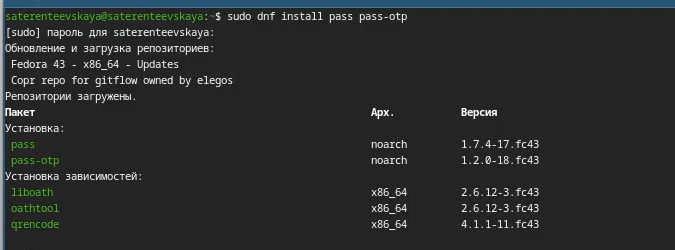 saterenteevskaya@saterenteevskaya:~$ sudo dnf install pass pass-otp
[sudo] пароль для saterenteevskaya:
Обновление и загрузка репозиториев:
Fedora 43 - x86_64 - Updates
Copr repo for gitflow owned by elegos
Репозитории загружены.
Пакет Арх. Версия
Установка:
pass noarch 1.7.4-17.fc43
pass-otp noarch 1.2.0-18.fc43
Установка зависимостей:
liboath x86_64 2.6.12-3.fc43
oathtool x86_64 2.6.12-3.fc43
qrencode x86_64 4.1.1-11.fc43